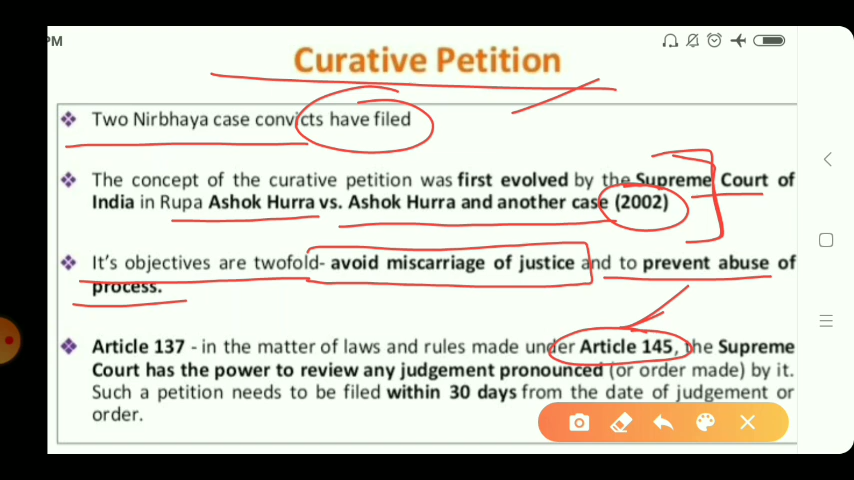 PM
Curative Petition
Two Nirbhaya case convicts have filed
The concept of the curative petition was first evolved by the Supreme Court of
India in Rupa Ashok Hurra vs. Ashok Hurra and another case (2002)
It's objectives are twofold- avoid miscarriage of justice and to prevent abuse of
process.
Article 137 - in the matter of laws and rules made under Article 145, the Supreme
Court has the power to review any judgement pronounced (or order made) by it.
Such a petition needs to be filed within 30 days from the date of judgement or
order.